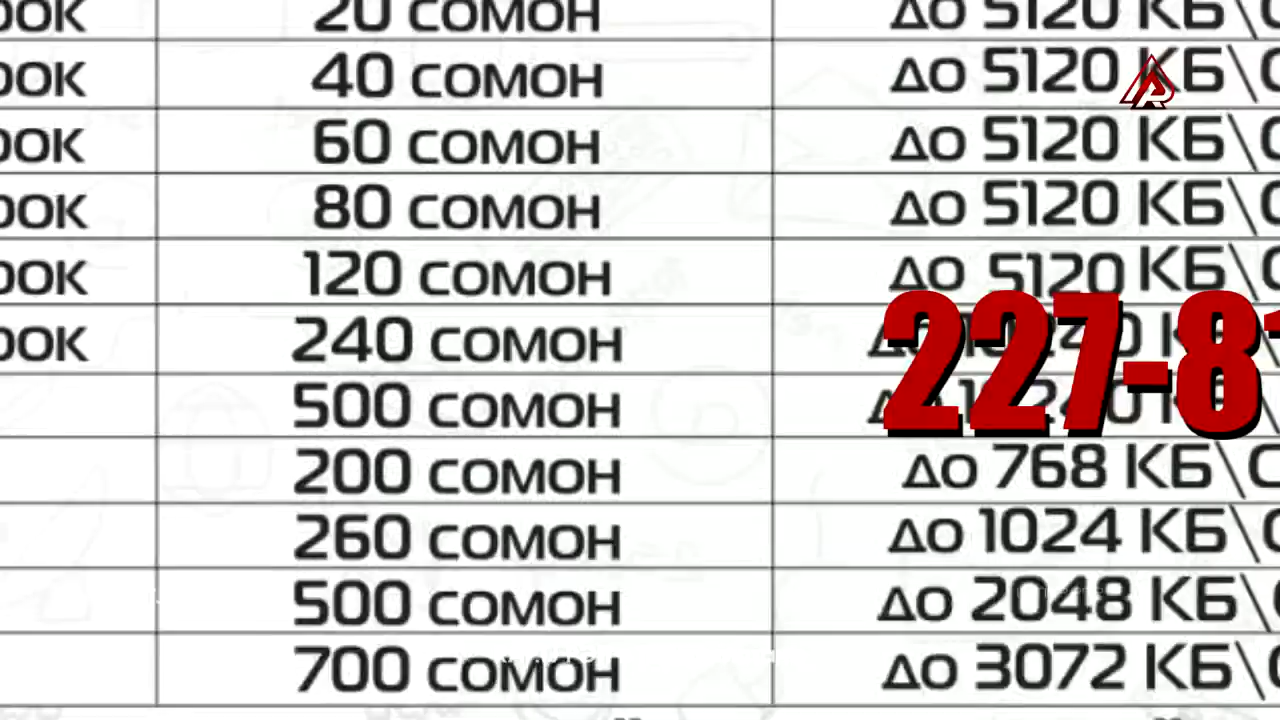 20 СОМОН до 5120 КБ\
40 СОМОН до 5120 КБ\
60 СОМОН до 5120 КБ\
80 СОМОН до 5120 КБ\
120 СОМОН до 5120 КБ\
240 СОМОН
227-8
500 СОМОН
200 СОМОН до 768 КБ\
260 СОМОН до 1024 КБ\
500 СОМОН до 2048 КБ\
700 СОМОН до 3072 КБ\